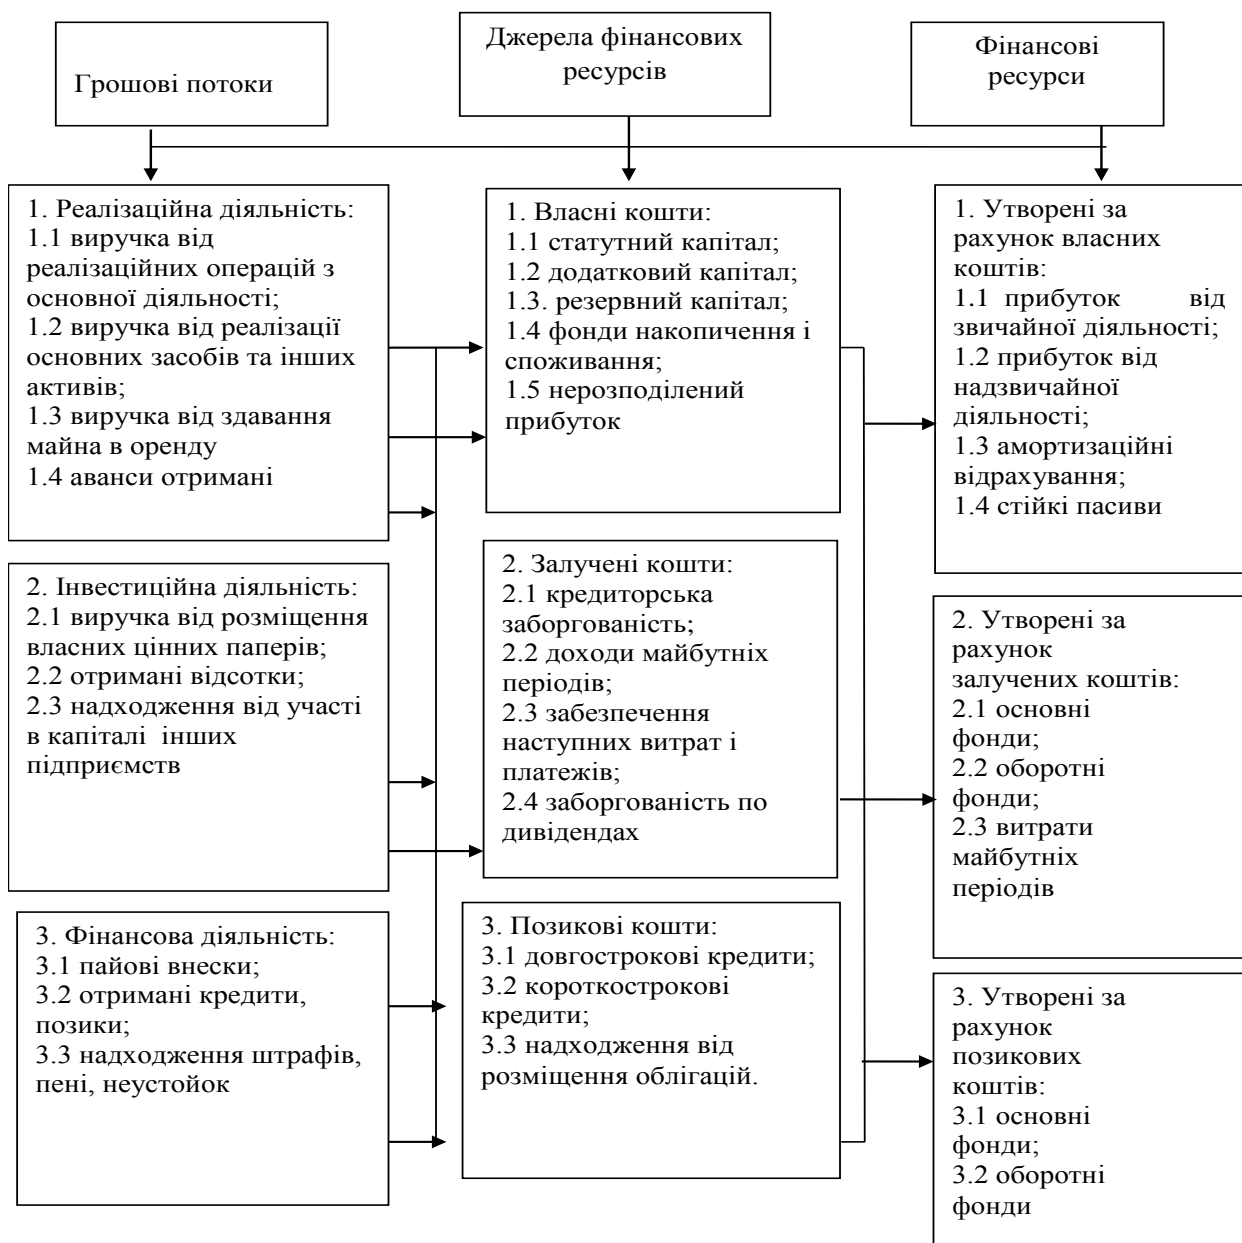 Грошові потоки
Джерела фінансових
ресурсів
Фінансові
ресурси
1. Реалізаційна діяльність:
1.1 виручка від
реалізаційних операцій з
основної діяльності;
1.2 виручка від реалізації
основних засобів та інших
активів;
1.3 виручка від здавання
майна в оренду
1.4 аванси отримані
2. Інвестиційна діяльність:
2.1 виручка від розміщення
власних цінних паперів;
2.2 отримані відсотки;
2.3 надходження від участі
в капіталі інших
підприємств
3. Фінансова діяльність:
3.1 пайові внески;
3.2 отримані кредити,
позики;
3.3 надходження штрафів,
пені, неустойок
1. Власні кошти:
1.1 статутний капітал;
1.2 додатковий капітал;
1.3. резервний капітал;
1.4 фонди накопичення і
споживання;
1.5 нерозподілений
прибуток
2. Залучені кошти:
2.1 кредиторська
заборгованість;
2.2 доходи майбутніх
періодів;
2.3 забезпечення
наступних витрат і
платежів;
2.4 заборгованість по
дивідендах
3. Позикові кошти:
3.1 довгострокові кредити;
3.2 короткострокові
кредити;
3.3 надходження від
розміщення облігацій.
1. Утворені за
рахунок власних
коштів:
1.1 прибуток від
звичайної діяльності;
1.2 прибуток від
надзвичайної
діяльності;
1.3 амортизаційні
відрахування;
1.4 стійкі пасиви
2. Утворені за
рахунок
залучених коштів:
2.1 основні
фонди;
2.2 оборотні
фонди;
2.3 витрати
майбутніх
періодів
3. Утворені за
рахунок
позикових
коштів:
3.1 основні
фонди;
3.2 оборотні
фонди